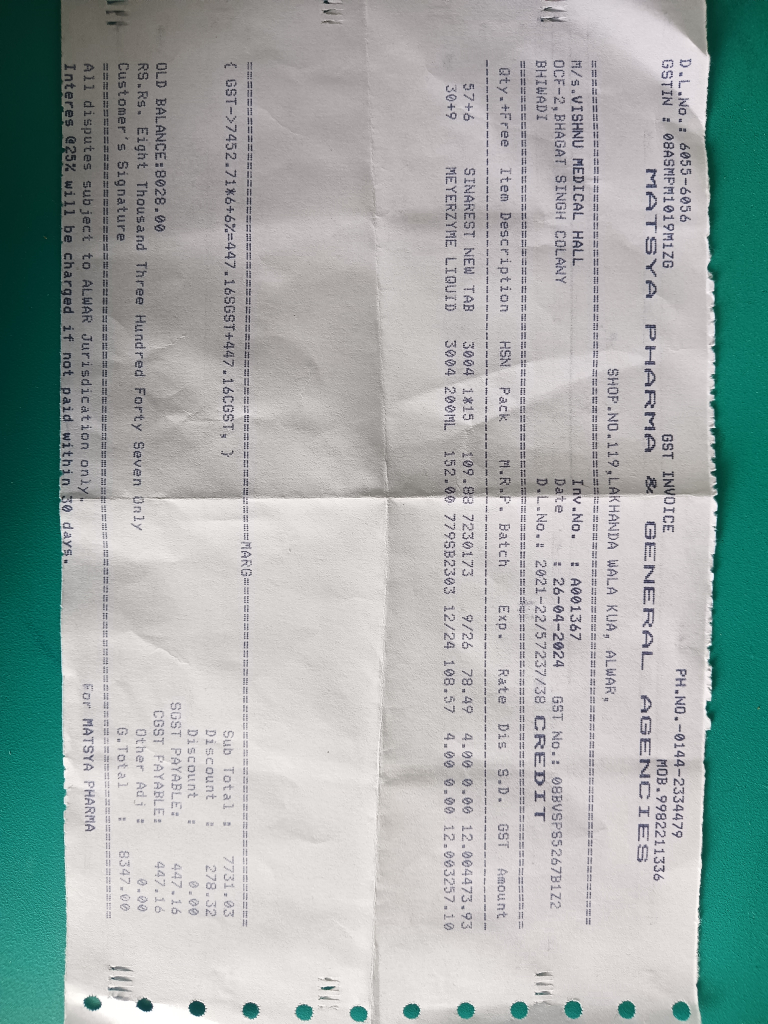 D.L.No.: 6055-6056 PH.NO.-0144-2334479
GSTIN : 08ASMPM1019M1ZG GST INVOICE MOB.9982211336
MATSYA PHARMA & GENERAL AGENCIES
SHOP.NO.119,LAKHANDA WALA KUA, ALWAR,
M/s.VISHNU MEDICAL HALL Inv.No. : A001367
OCF-2,BHAGAT SINGH COLANY Date : 26-04-2024 GST No.: 08BVSPS5267B1Z2
BHIWADI D.L.No.: 2021-22/57237/38 CREDIT
Qty.+Free Item Description HSN Pack M.R.P. Batch Exp. Rate Dis S.D. GST Amount
57+6 SINAREST NEW TAB 3004 1*15 109.88 7230173 9/26 78.49 4.00 0.00 12.004473.93
30+9 MEYERZYME LIQUID 3004 200ML 152.00 779SB2303 12/24 108.57 4.00 0.00 12.003257.10
=MARG=
{ GST->7452.71*6+6%=447.16SGST+447.16CGST, } Sub Total : 7731.03
Discount : 278.32
Discount : 0.00
SGST PAYABLE: 447.16
OLD BALANCE:8028.00 CGST PAYABLE: 447.16
RS.Rs. Eight Thousand Three Hundred Forty Seven Only Other Adj : 0.00
Customer's Signature G.Total : 8347.00
All disputes subject to ALWAR Jurisdication only. For MATSYA PHARMA
Interes @25% will be charged if not paid within 30 days.